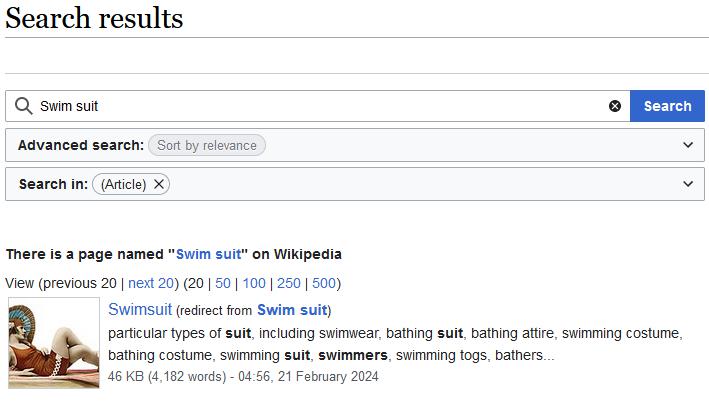 Search results
Swim suit
Search
Advanced search: Sort by relevance
Search in: (Article)
There is a page named "Swim suit" on Wikipedia
View (previous 20 | next 20) (20 | 50 | 100 | 250 | 500)
Swimsuit (redirect from Swim suit)
particular types of suit, including swimwear, bathing suit, bathing attire, swimming costume,
bathing costume, swimming suit, swimmers, swimming togs, bathers...
46 KB (4,182 words) - 04:56, 21 February 2024